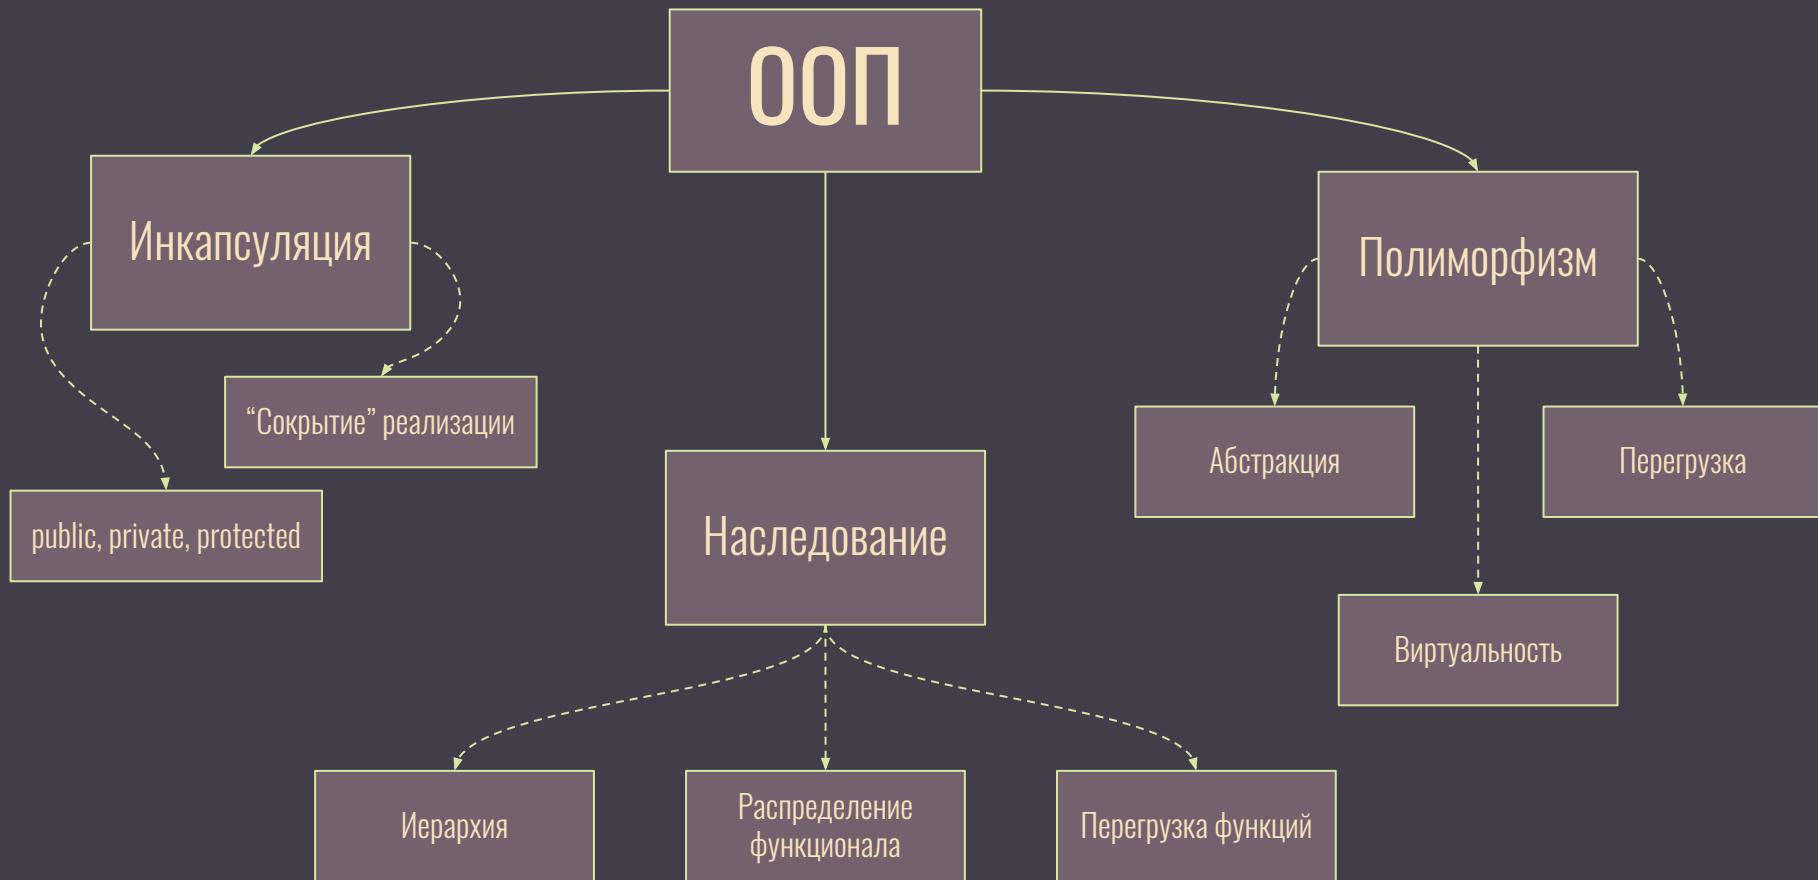 ООП
Инкапсуляция
Полиморфизм
“Сокрытие” реализации
Абстракция
Перегрузка
public, private, protected
Наследование
Виртуальность
Иерархия
Распределение
функционала
Перегрузка функций